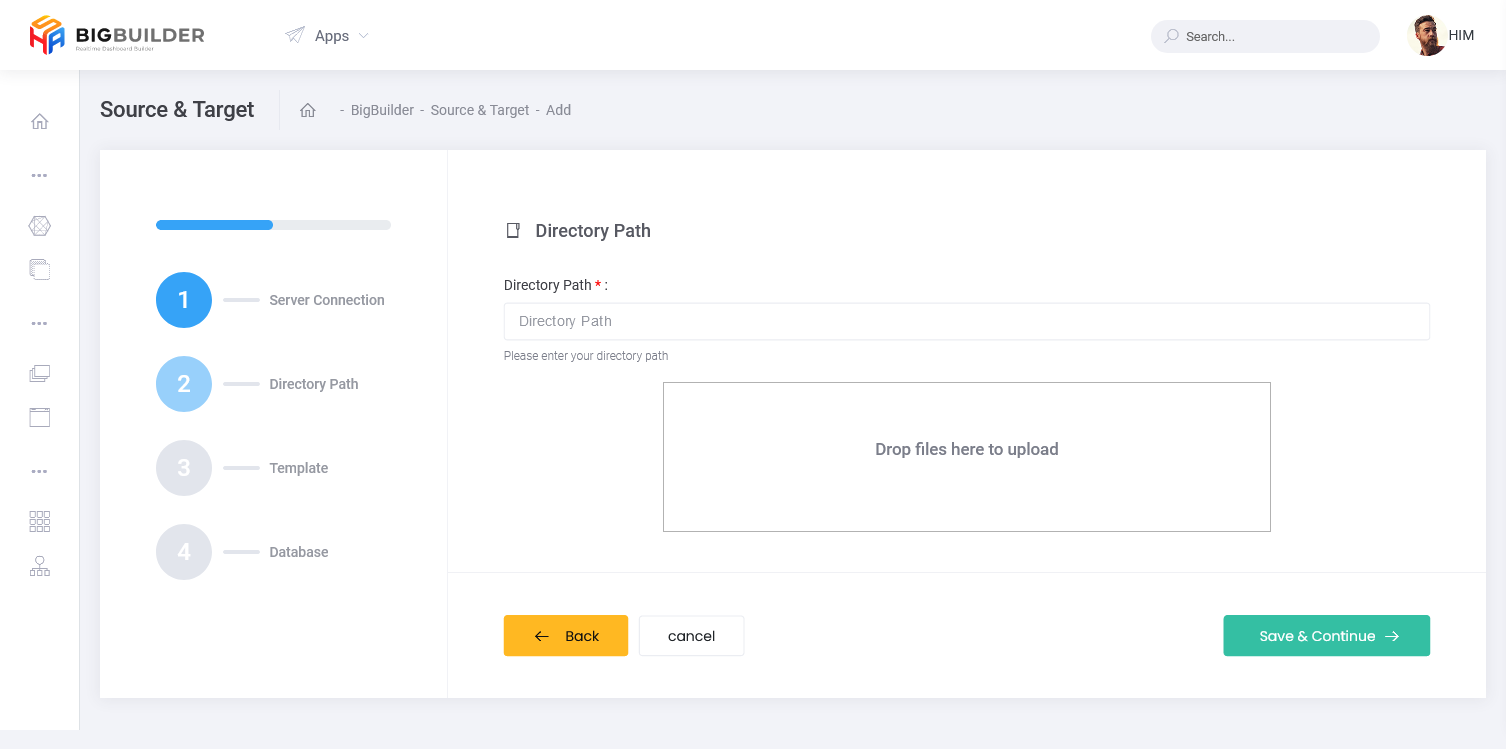 BIGBUILDER
Realtime Dashboard Builder
Apps
Search...
HIM
Source & Target
- BigBuilder - Source & Target - Add
1 Server Connection
2 Directory Path
3 Template
4 Database
Directory Path
Directory Path * :
Directory Path
Please enter your directory path
Drop files here to upload
Back
cancel
Save & Continue